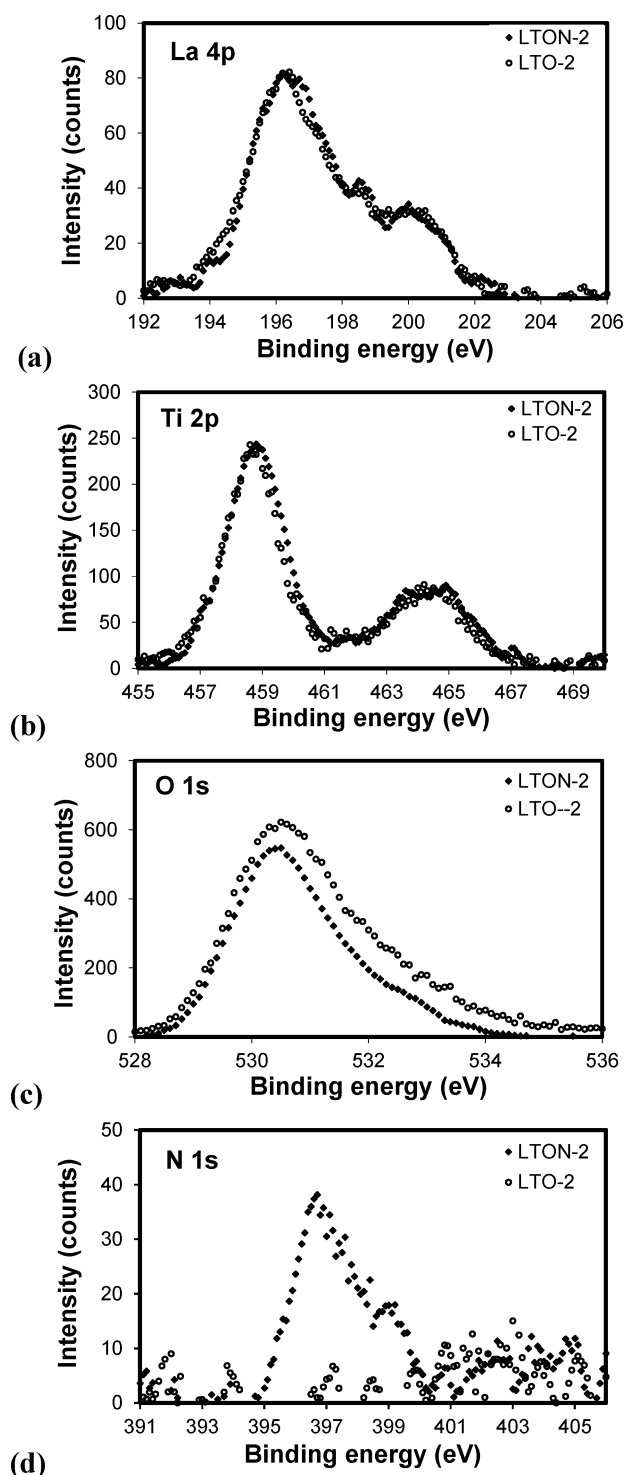 La 4p
LTON-2
LTO-2
Intensity (counts)
100
80
60
40
20
0
192 194 196 198 200 202 204 206
Binding energy (eV)
(a)
Ti 2p
LTON-2
LTO-2
Intensity (counts)
300
250
200
150
100
50
0
455 457 459 461 463 465 467 469
Binding energy (eV)
(b)
O 1s
LTON-2
LTO--2
Intensity (counts)
800
600
400
200
0
528 530 532 534 536
Binding energy (eV)
(c)
N 1s
LTON-2
LTO-2
Intensity (counts)
50
40
30
20
10
0
391 393 395 397 399 401 403 405
Binding energy (eV)
(d)